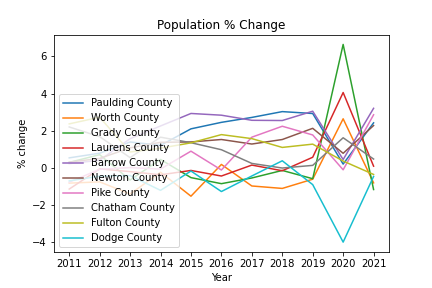 Population % Change
6
4
2
0
−2
−4
% change
Paulding County
Worth County
Grady County
Laurens County
Barrow County
Newton County
Pike County
Chatham County
Fulton County
Dodge County
2011 2012 2013 2014 2015 2016 2017 2018 2019 2020 2021
Year